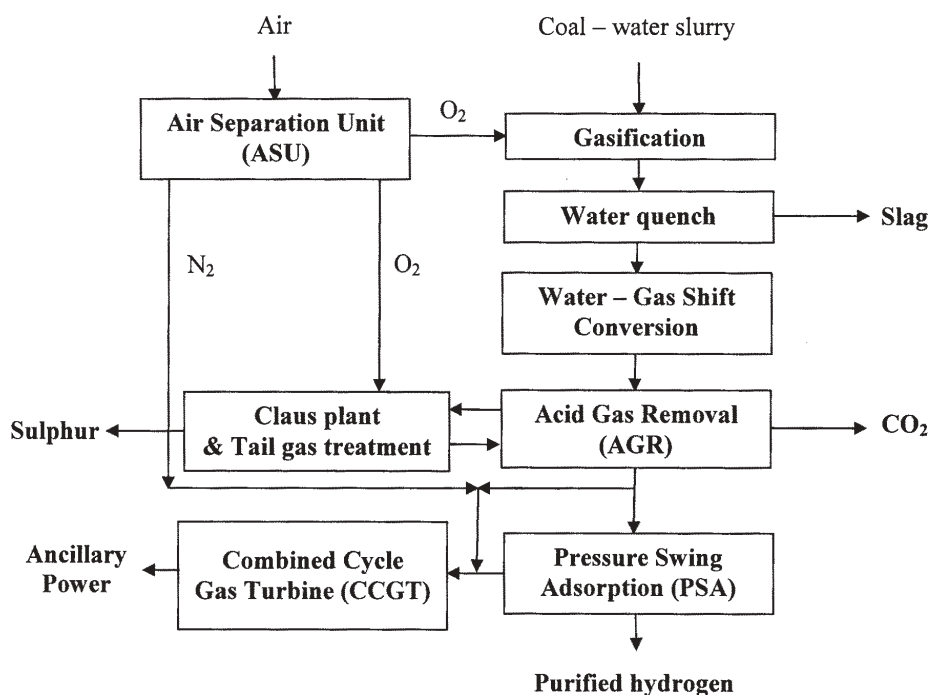 Air
Coal – water slurry
Air Separation Unit
(ASU)
O₂
Gasification
Water quench
Slag
N₂
O₂
Water – Gas Shift
Conversion
Sulphur
Claus plant
& Tail gas treatment
Acid Gas Removal
(AGR)
CO₂
Ancillary
Power
Combined Cycle
Gas Turbine (CCGT)
Pressure Swing
Adsorption (PSA)
Purified hydrogen